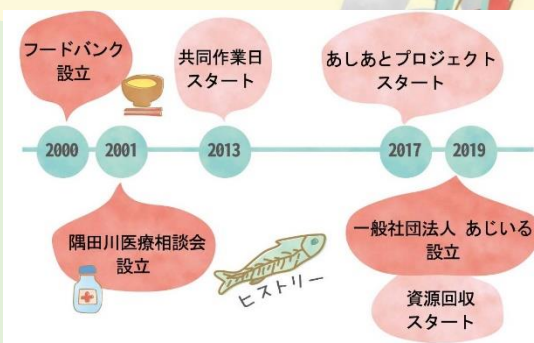 フードバンク
設立
共同作業日
スタート
あしあとプロジェクト
スタート
2000
2001
2013
2017
2019
隅田川医療相談会
設立
ヒストリー
一般社団法人 あじいる
設立
資源回収
スタート